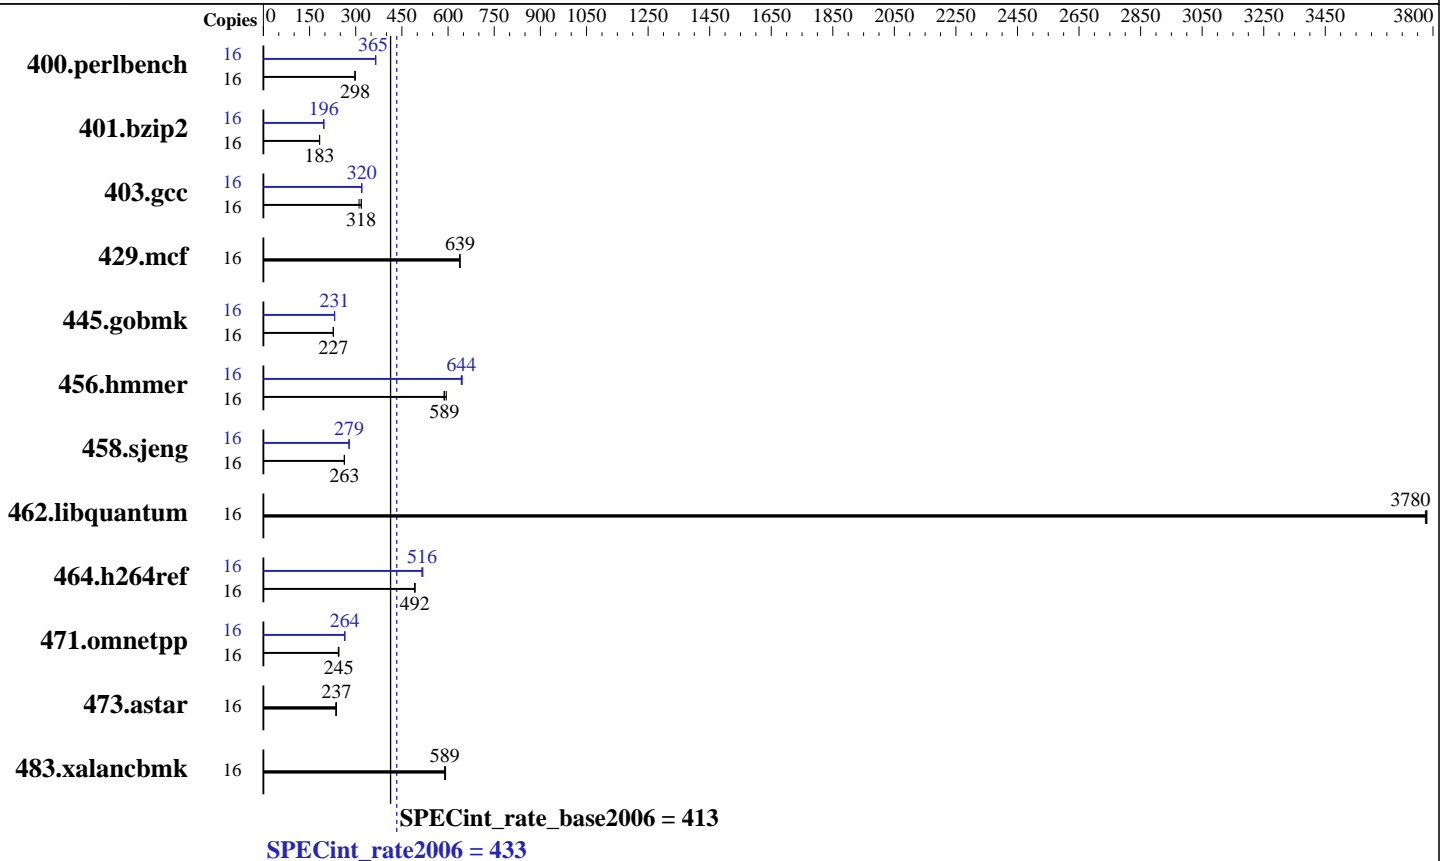 Copies 0 150 300 450 600 750 900 1050 1250 1450 1650 1850 2050 2250 2450 2650 2850 3050 3250 3450 3800
400.perlbench 16 365
16 298
401.bzip2 16 196
16 183
403.gcc 16 320
16 318
429.mcf 16 639
445.gobmk 16 231
16 227
456.hmmer 16 644
16 589
458.sjeng 16 279
16 263
462.libquantum 16 3780
464.h264ref 16 516
16 492
471.omnetpp 16 264
16 245
473.astar 16 237
483.xalancbmk 16 589
SPECint_rate_base2006 = 413
SPECint_rate2006 = 433